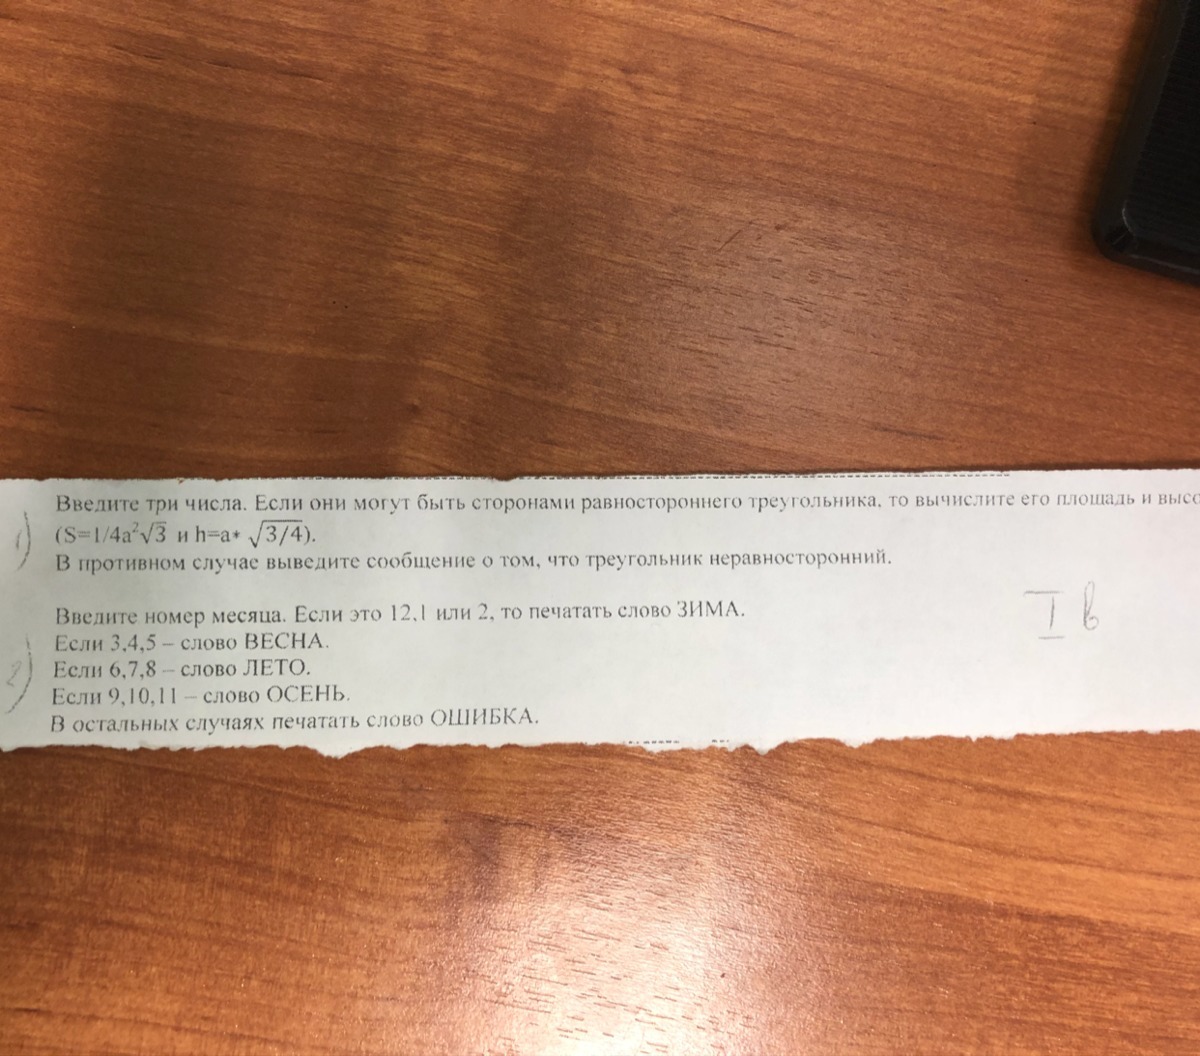 Введите три числа. Если они могут быть сторонами равностороннего треугольника, то вычислите его площадь и высо
1) (S=1/4a²√3 и h=a* √3/4).
В противном случае выведите сообщение о том, что треугольник неравносторонний.
Введите номер месяца. Если это 12,1 или 2, то печатать слово ЗИМА.
I в
Если 3,4,5 – слово ВЕСНА.
2) Если 6,7,8 – слово ЛЕТО.
Если 9,10,11 – слово ОСЕНЬ.
В остальных случаях печатать слово ОШИБКА.